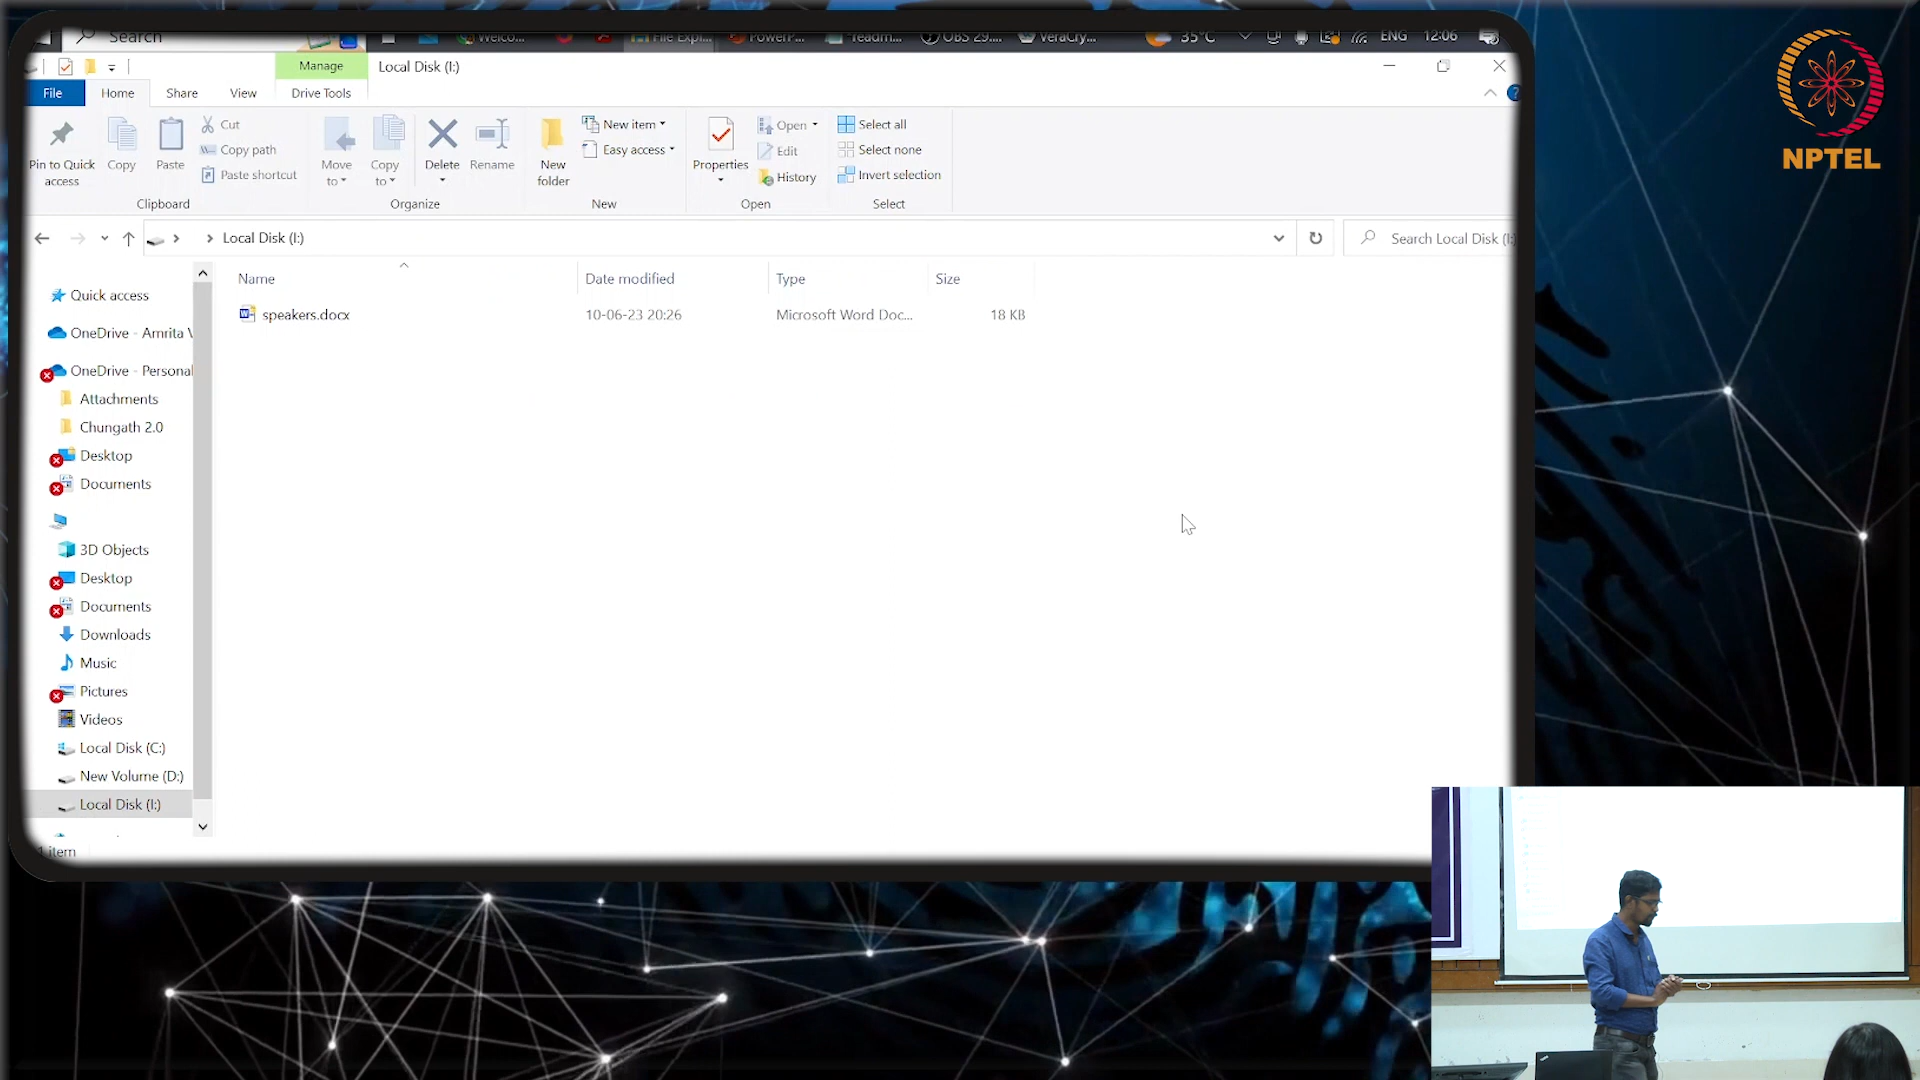 Search
Welco...
File Expl...
PowerP...
Teadm...
OBS 29....
VeraCry...
35°C
ENG
12:06
Manage
Local Disk (I:)
File
Home
Share
View
Drive Tools
Pin to Quick access
Copy
Paste
Cut
Copy path
Paste shortcut
Clipboard
Move to
Copy to
Delete
Rename
Organize
New folder
New item
Easy access
New
Properties
Open
Edit
History
Open
Select all
Select none
Invert selection
Select
Local Disk (I:)
Search Local Disk (I:
Name
Date modified
Type
Size
speakers.docx
10-06-23 20:26
Microsoft Word Doc...
18 KB
Quick access
OneDrive - Amrita V
OneDrive - Personal
Attachments
Chungath 2.0
Desktop
Documents
3D Objects
Desktop
Documents
Downloads
Music
Pictures
Videos
Local Disk (C:)
New Volume (D:)
Local Disk (I:)
1 item
NPTEL